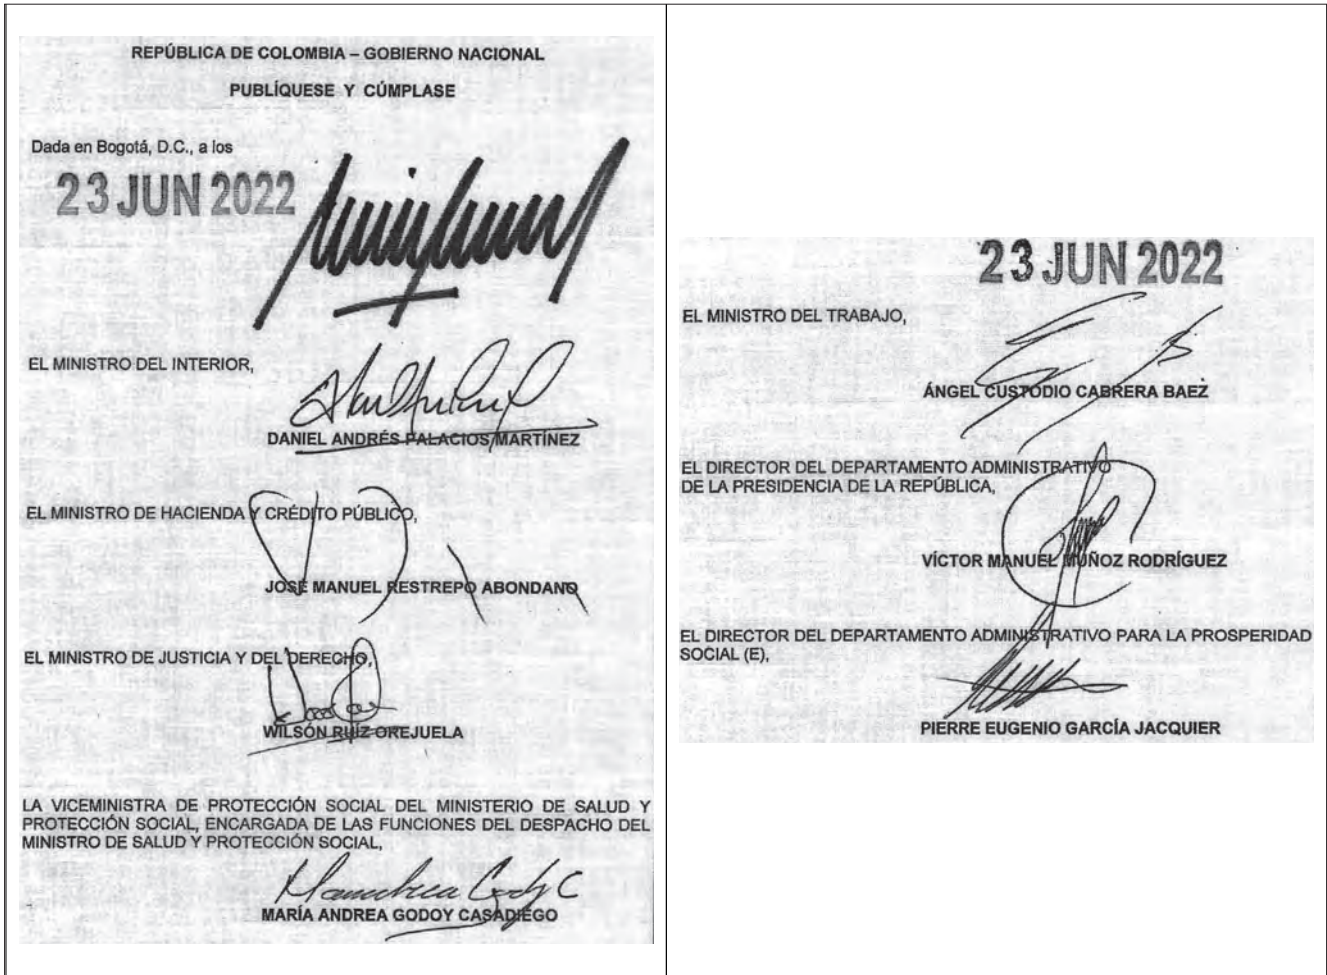 REPÚBLICA DE COLOMBIA – GOBIERNO NACIONAL
PUBLÍQUESE Y CÚMPLASE
Dada en Bogotá, D.C., a los
23 JUN 2022
EL MINISTRO DEL INTERIOR,
DANIEL ANDRÉS PALACIOS MARTÍNEZ
EL MINISTRO DE HACIENDA Y CRÉDITO PÚBLICO,
JOSÉ MANUEL RESTREPO ABONDANO
EL MINISTRO DE JUSTICIA Y DEL DERECHO,
WILSON RUÍZ OREJUELA
LA VICEMINISTRA DE PROTECCIÓN SOCIAL DEL MINISTERIO DE SALUD Y
PROTECCIÓN SOCIAL, ENCARGADA DE LAS FUNCIONES DEL DESPACHO DEL
MINISTRO DE SALUD Y PROTECCIÓN SOCIAL,
MARÍA ANDREA GODOY CASADIEGO
23 JUN 2022
EL MINISTRO DEL TRABAJO,
ÁNGEL CUSTODIO CABRERA BAEZ
EL DIRECTOR DEL DEPARTAMENTO ADMINISTRATIVO
DE LA PRESIDENCIA DE LA REPÚBLICA,
VÍCTOR MANUEL MUÑOZ RODRÍGUEZ
EL DIRECTOR DEL DEPARTAMENTO ADMINISTRATIVO PARA LA PROSPERIDAD
SOCIAL (E),
PIERRE EUGENIO GARCÍA JACQUIER